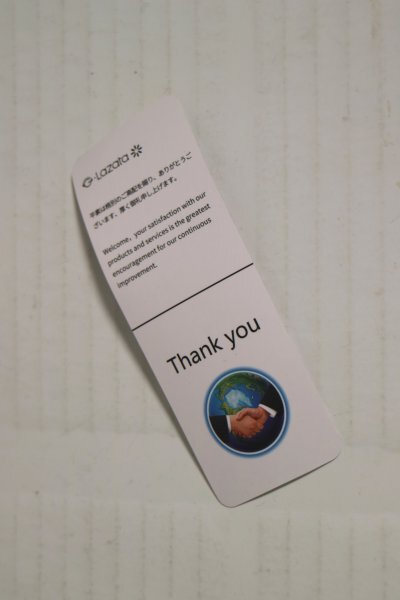 G-Lazata
平素は格別のご高配を賜り、ありがとうご
ざいます、厚く御礼申し上げます。
Welcome, your satisfaction with our
products and services is the greatest
encouragement for our continuous
improvement.
Thank you